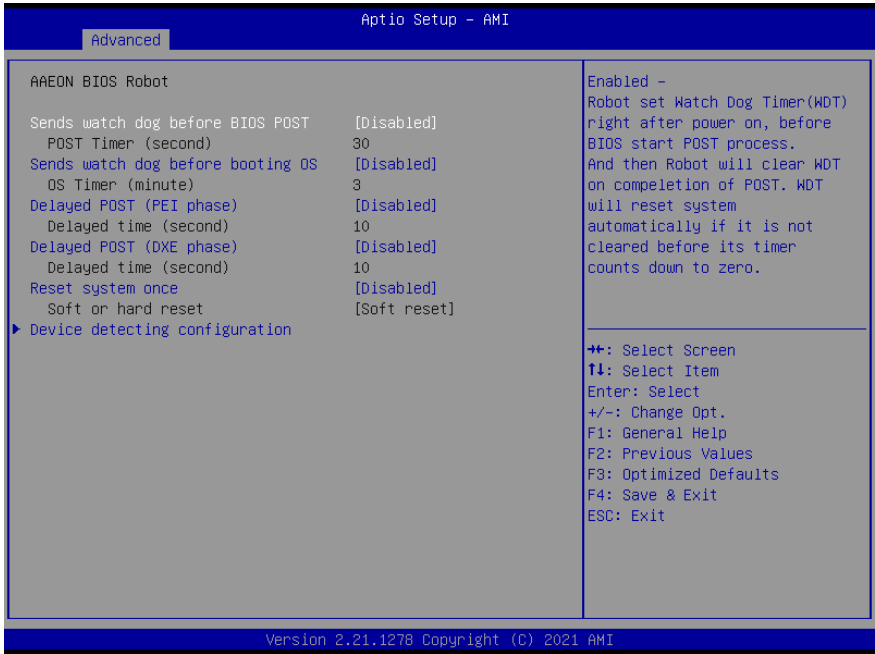 Aptio Setup – AMI
Advanced
AAEON BIOS Robot
Sends watch dog before BIOS POST [Disabled]
POST Timer (second) 30
Sends watch dog before booting OS [Disabled]
OS Timer (minute) 3
Delayed POST (PEI phase) [Disabled]
Delayed time (second) 10
Delayed POST (DXE phase) [Disabled]
Delayed time (second) 10
Reset system once [Disabled]
Soft or hard reset [Soft reset]
Device detecting configuration
Enabled –
Robot set Watch Dog Timer(WDT)
right after power on, before
BIOS start POST process.
And then Robot will clear WDT
on compeletion of POST. WDT
will reset system
automatically if it is not
cleared before its timer
counts down to zero.
→←: Select Screen
↑↓: Select Item
Enter: Select
+/-: Change Opt.
F1: General Help
F2: Previous Values
F3: Optimized Defaults
F4: Save & Exit
ESC: Exit
Version 2.21.1278 Copyright (C) 2021 AMI